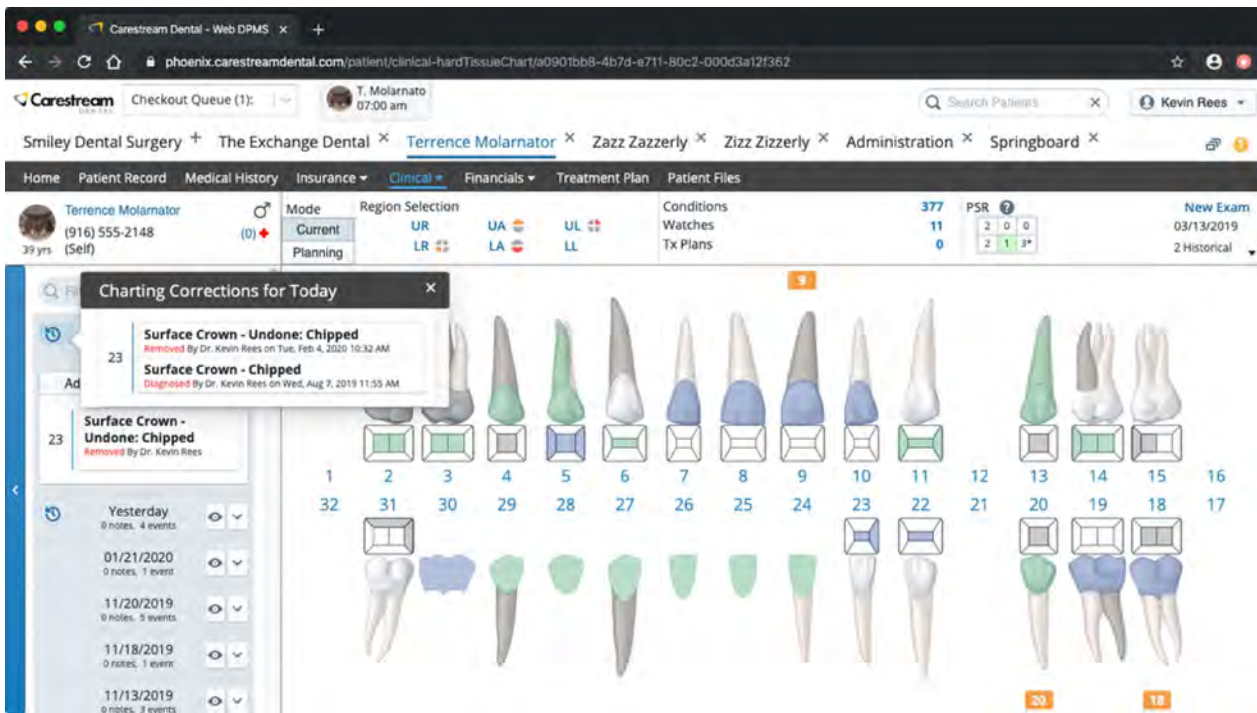 Carestream Dental - Web DPMS × +
phoenix.carestreamdental.com/patient/clinical-hardTissueChart/a0901bb8-4b7d-e711-80c2-000d3a12f362
Carestream DENTAL Checkout Queue (1): T. Molarnato 07:00 am Search Patients × Kevin Rees
Smiley Dental Surgery + The Exchange Dental × Terrence Molarnator × Zazz Zazzerly × Zizz Zizzerly × Administration × Springboard ×
Home Patient Record Medical History Insurance Clinical Financials Treatment Plan Patient Files
Terrence Molarnator Mode Region Selection Conditions 377 PSR ? New Exam
(916) 555-2148 (0) Current UR UA UL Watches 11 2 0 0 03/13/2019
39 yrs (Self) Planning LR LA LL Tx Plans 0 2 1 3* 2 Historical
Charting Corrections for Today ×
9
23
Surface Crown - Undone: Chipped
Removed By Dr. Kevin Rees on Tue, Feb 4, 2020 10:32 AM
Surface Crown - Chipped
Diagnosed By Dr. Kevin Rees on Wed, Aug 7, 2019 11:55 AM
Ad
23
Surface Crown -
Undone: Chipped
Removed By Dr. Kevin Rees
1 2 3 4 5 6 7 8 9 10 11 12 13 14 15 16
32 31 30 29 28 27 26 25 24 23 22 21 20 19 18 17
Yesterday
0 notes, 4 events
01/21/2020
0 notes, 1 event
11/20/2019
0 notes, 5 events
11/18/2019
0 notes, 1 event
11/13/2019
0 notes, 3 events
20 18